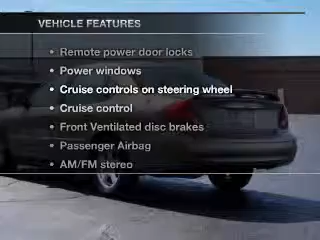 VEHICLE FEATURES
• Remote power door locks
• Power windows
• Cruise controls on steering wheel
• Cruise control
• Front Ventilated disc brakes
• Passenger Airbag
• AM/FM stereo